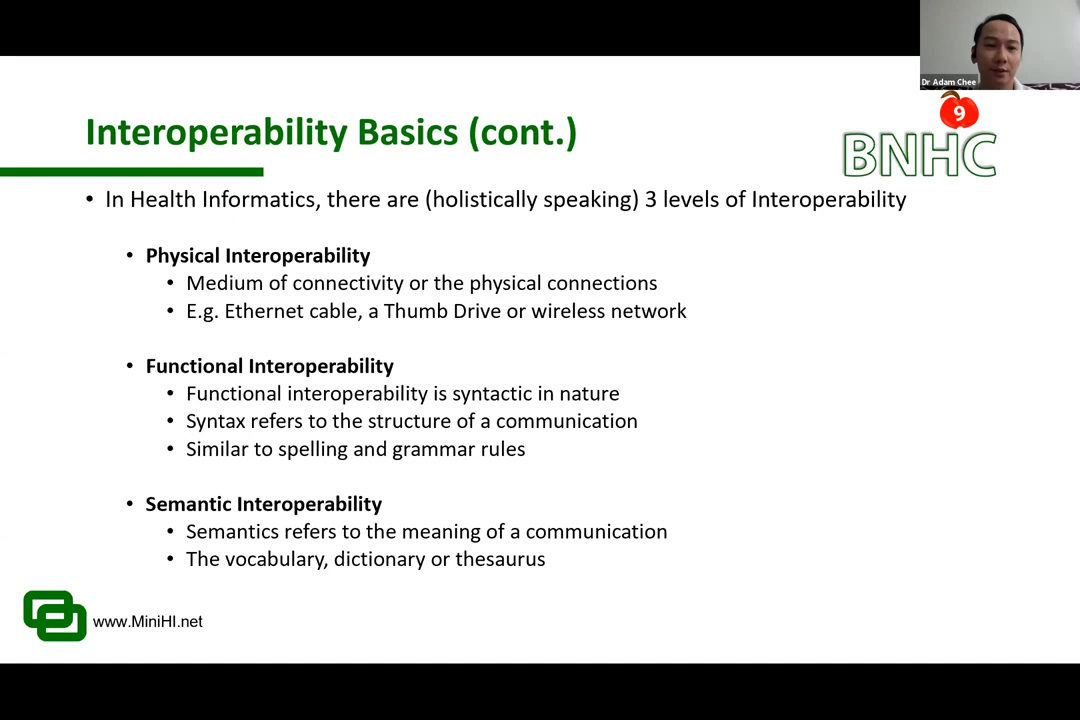 Dr Adam Chee
Interoperability Basics (cont.)
9
BNHC
• In Health Informatics, there are (holistically speaking) 3 levels of Interoperability
• Physical Interoperability
• Medium of connectivity or the physical connections
• E.g. Ethernet cable, a Thumb Drive or wireless network
• Functional Interoperability
• Functional interoperability is syntactic in nature
• Syntax refers to the structure of a communication
• Similar to spelling and grammar rules
• Semantic Interoperability
• Semantics refers to the meaning of a communication
• The vocabulary, dictionary or thesaurus
www.MiniHI.net